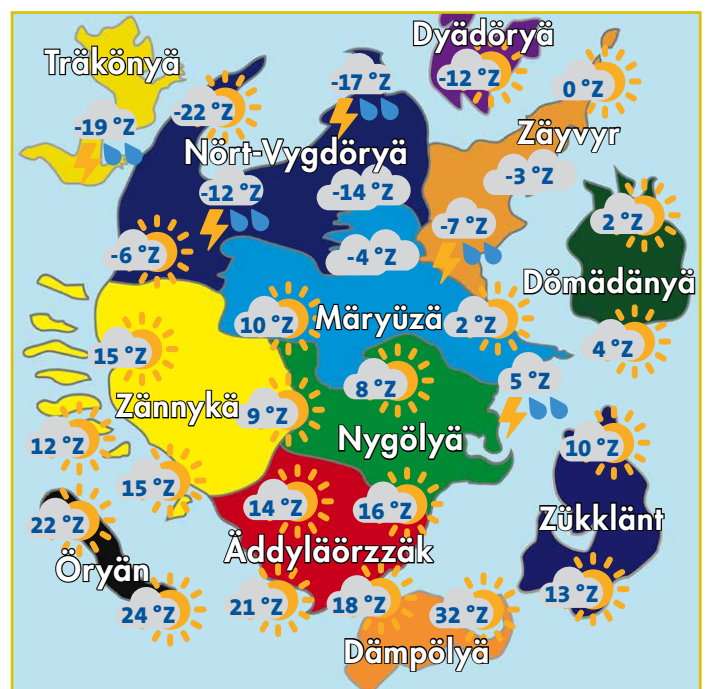 Dyädöryä
Träkönyä
-17 °Z
-12 °Z
0 °Z
-22 °Z
-19 °Z
Zäyvyr
Nört-Vygdöryä
-3 °Z
-12 °Z
-14 °Z
-7 °Z
2 °Z
-6 °Z
-4 °Z
Dömädänyä
10 °Z
Märyüzä
2 °Z
15 °Z
4 °Z
8 °Z
5 °Z
Zännykä
9 °Z
12 °Z
Nygölyä
10 °Z
15 °Z
14 °Z
16 °Z
22 °Z
Zükklänt
Äddyläörzzäk
Öryän
13 °Z
24 °Z
21 °Z
18 °Z
32 °Z
Dämpölyä